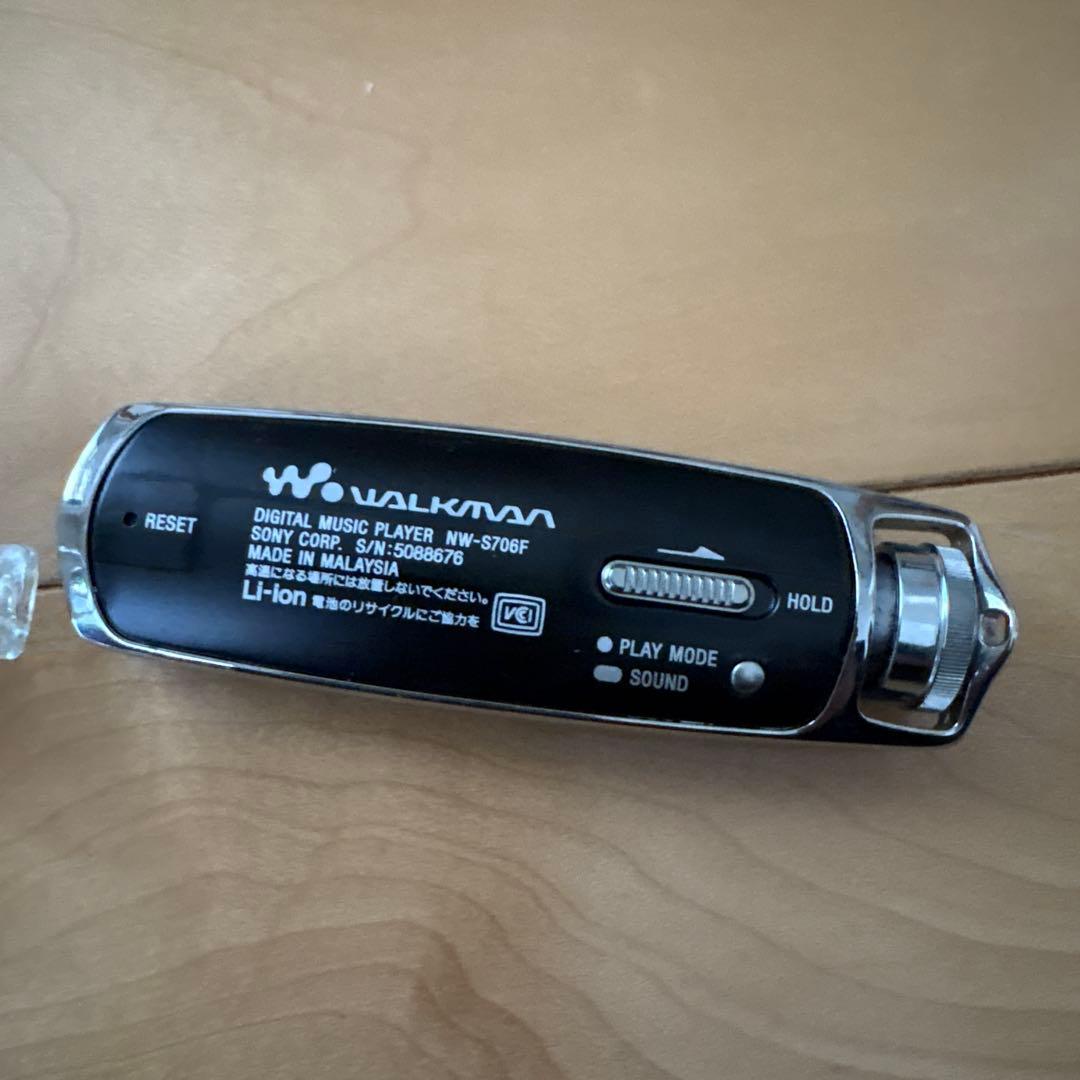 RESET
WALKMAN
DIGITAL MUSIC PLAYER NW-S706F
SONY CORP. S/N:5088676
MADE IN MALAYSIA
高温になる場所には放置しないでください。
Li-ion 電池のリサイクルにご協力を
VCCI
HOLD
PLAY MODE
SOUND